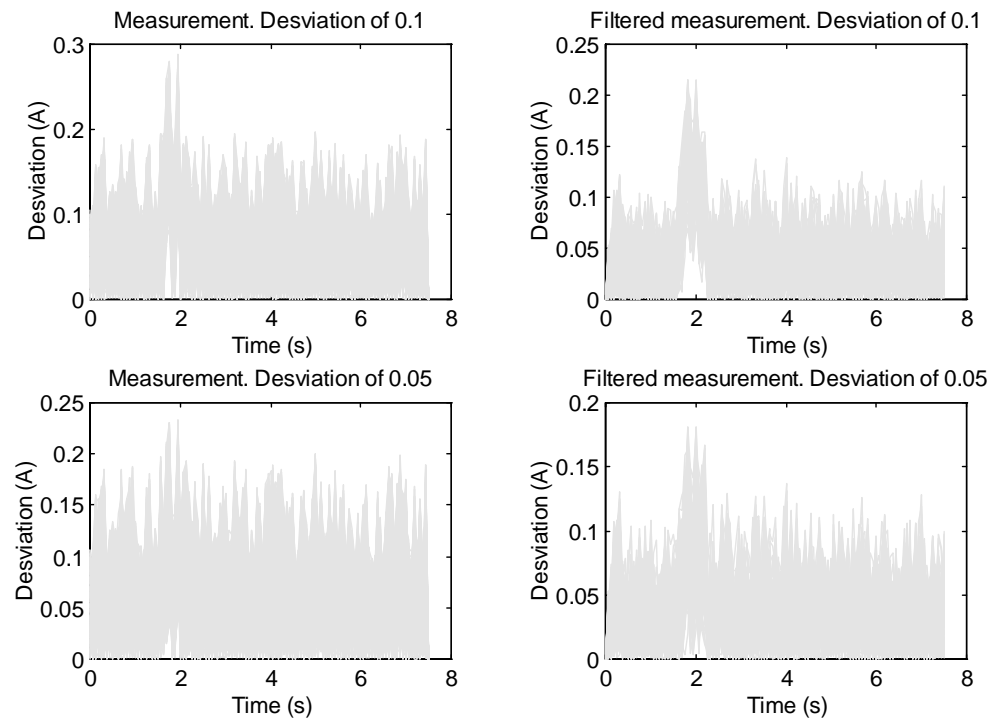 Measurement. Desviation of 0.1
0.3
0.2
0.1
0
Desviation (A)
0 2 4 6 8
Time (s)
Filtered measurement. Desviation of 0.1
0.25
0.2
0.15
0.1
0.05
0
Desviation (A)
0 2 4 6 8
Time (s)
Measurement. Desviation of 0.05
0.25
0.2
0.15
0.1
0.05
0
Desviation (A)
0 2 4 6 8
Time (s)
Filtered measurement. Desviation of 0.05
0.2
0.15
0.1
0.05
0
Desviation (A)
0 2 4 6 8
Time (s)